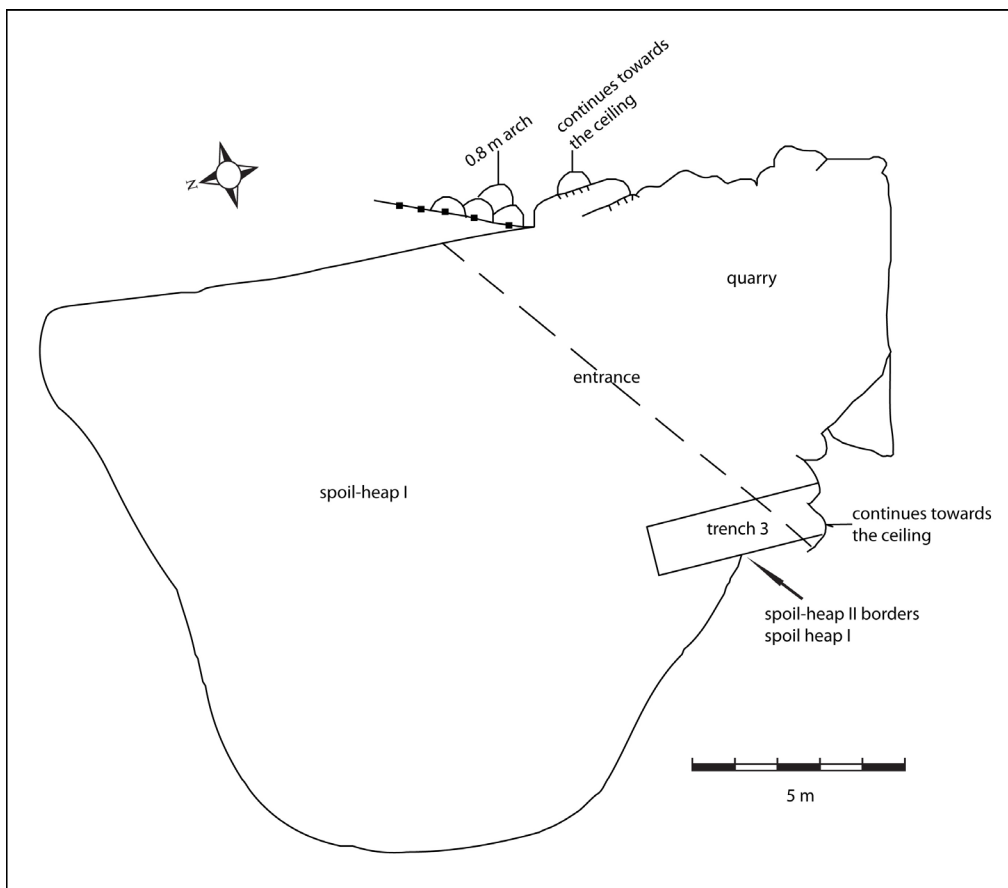 continues towards
the ceiling
0.8 m arch
N
quarry
entrance
spoil-heap I
trench 3
continues towards
the ceiling
spoil-heap II borders
spoil heap I
5 m